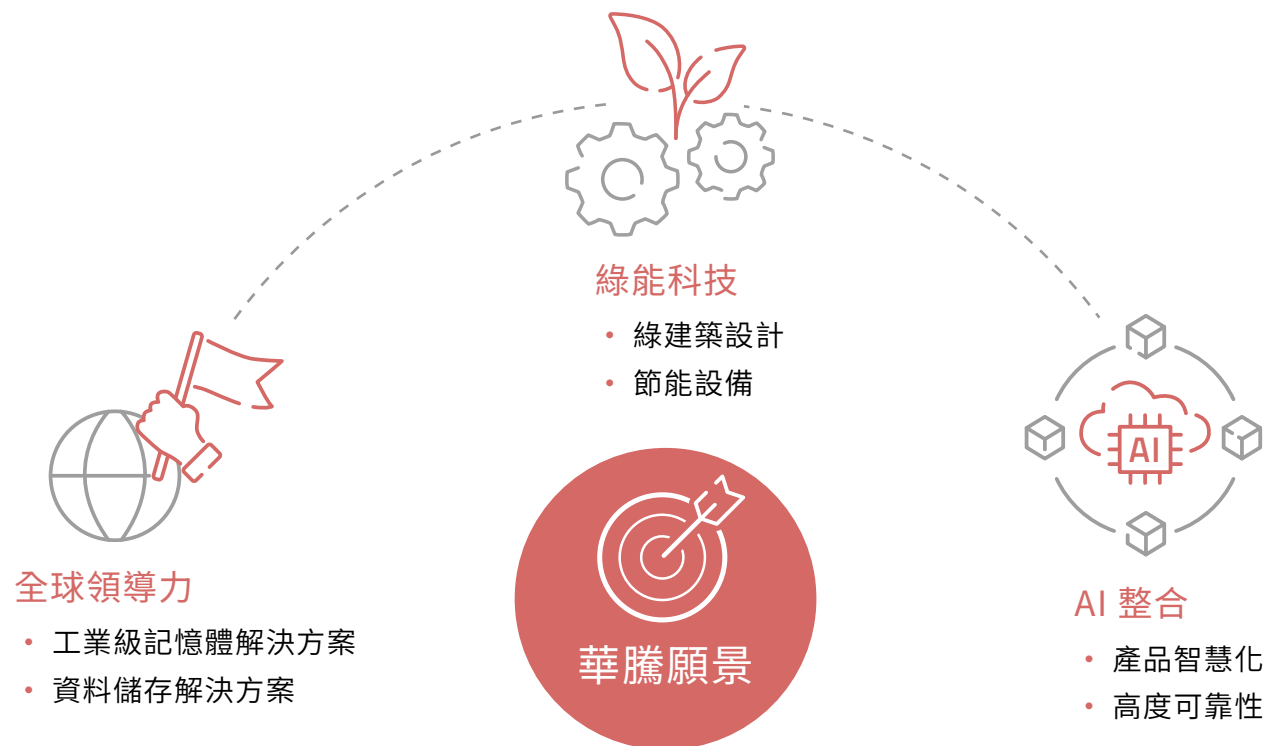 綠能科技
• 綠建築設計
• 節能設備
全球領導力
• 工業級記憶體解決方案
• 資料儲存解決方案
華騰願景
AI
AI 整合
• 產品智慧化
• 高度可靠性